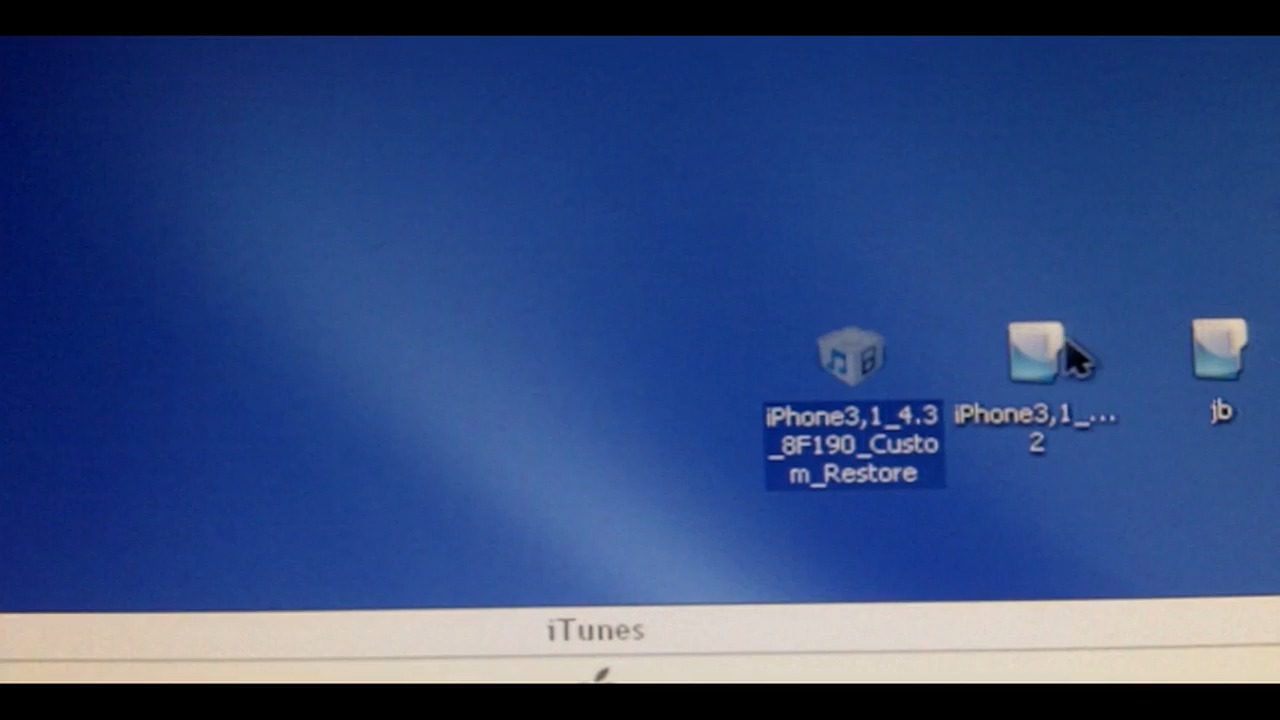 iPhone3,1_4.3
_8F190_Custo
m_Restore
iPhone3,1_...
2
jb
iTunes